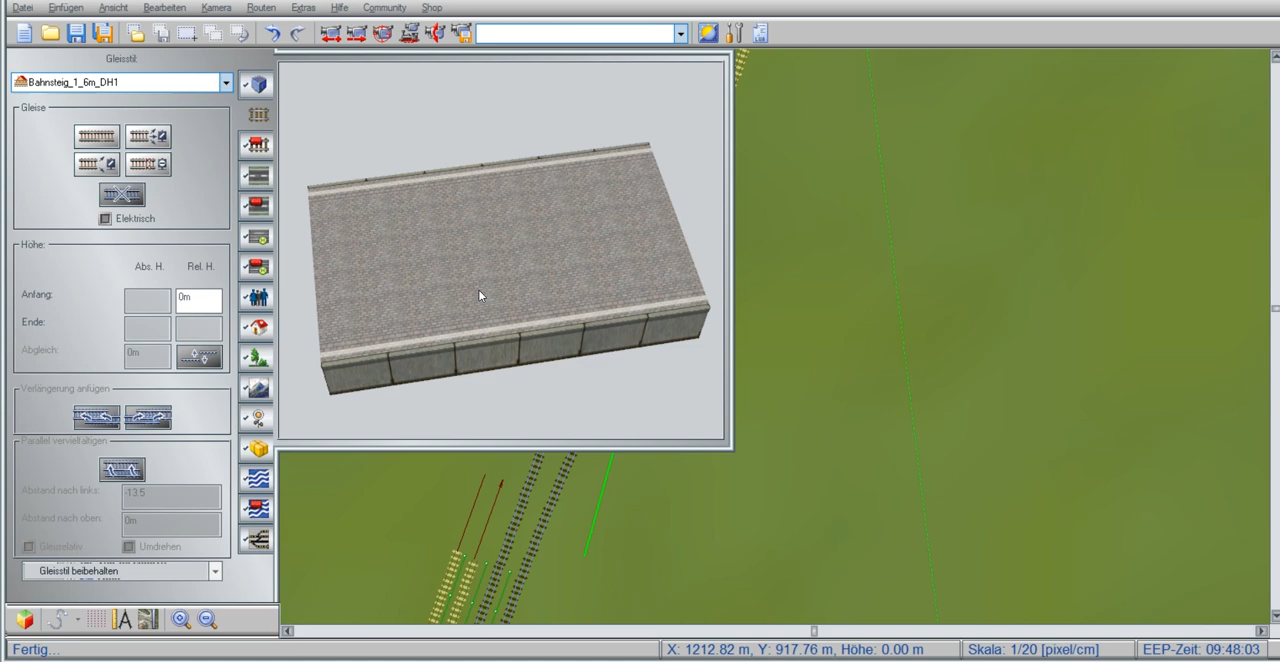 Datei Einfügen Ansicht Bearbeiten Kamera Routen Extras Hilfe Community Shop
Gleisstil:
Bahnsteig_1_6m_DH1
Gleise
Elektrisch
Höhe:
Abs. H. Rel. H.
Anfang: 0m
Ende:
Abgleich: 0m
Verlängerung anfügen
Parallel vervielfältigen
Abstand nach links: -13.5
Abstand nach oben: 0m
Gleisrelativ Umdrehen
Gleisstil beibehalten
Fertig... X: 1212.82 m, Y: 917.76 m, Höhe: 0.00 m Skala: 1/20 [pixel/cm] EEP-Zeit: 09:48:03